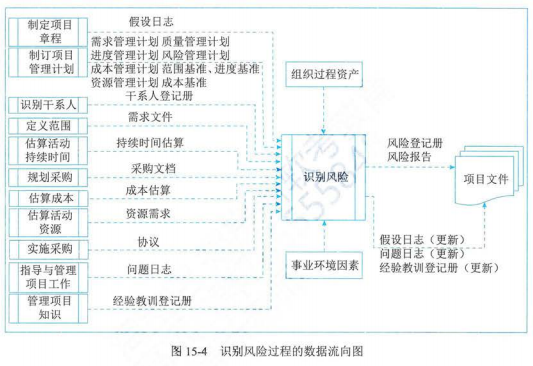 制定项目
章程
假设日志
制订项目
管理计划
需求管理计划 质量管理计划
进度管理计划 风险管理计划
成本管理计划 范围基准、进度基准
资源管理计划 成本基准
识别干系人
干系人登记册
定义范围
需求文件
估算活动
持续时间
持续时间估算
规划采购
采购文档
估算成本
成本估算
估算活动
资源
资源需求
实施采购
协议
指导与管理
项目工作
问题日志
管理项目
知识
经验教训登记册
组织过程资产
识别风险
事业环境因素
风险登记册
风险报告
项目文件
假设日志（更新）
问题日志（更新）
经验教训登记册（更新）
图 15-4 识别风险过程的数据流向图